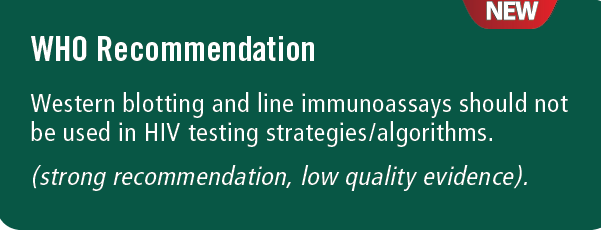 NEW
WHO Recommendation
Western blotting and line immunoassays should not
be used in HIV testing strategies/algorithms.
(strong recommendation, low quality evidence).